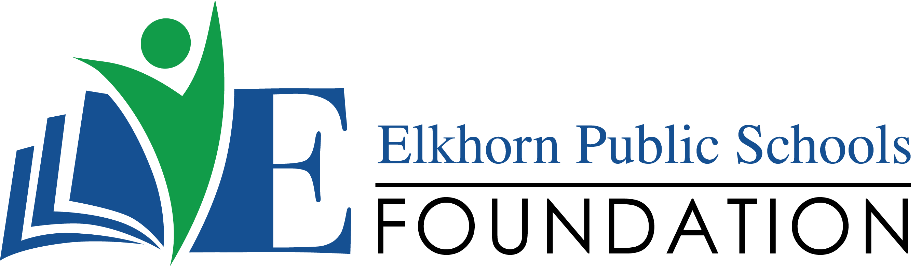 E
Elkhorn Public Schools
FOUNDATION